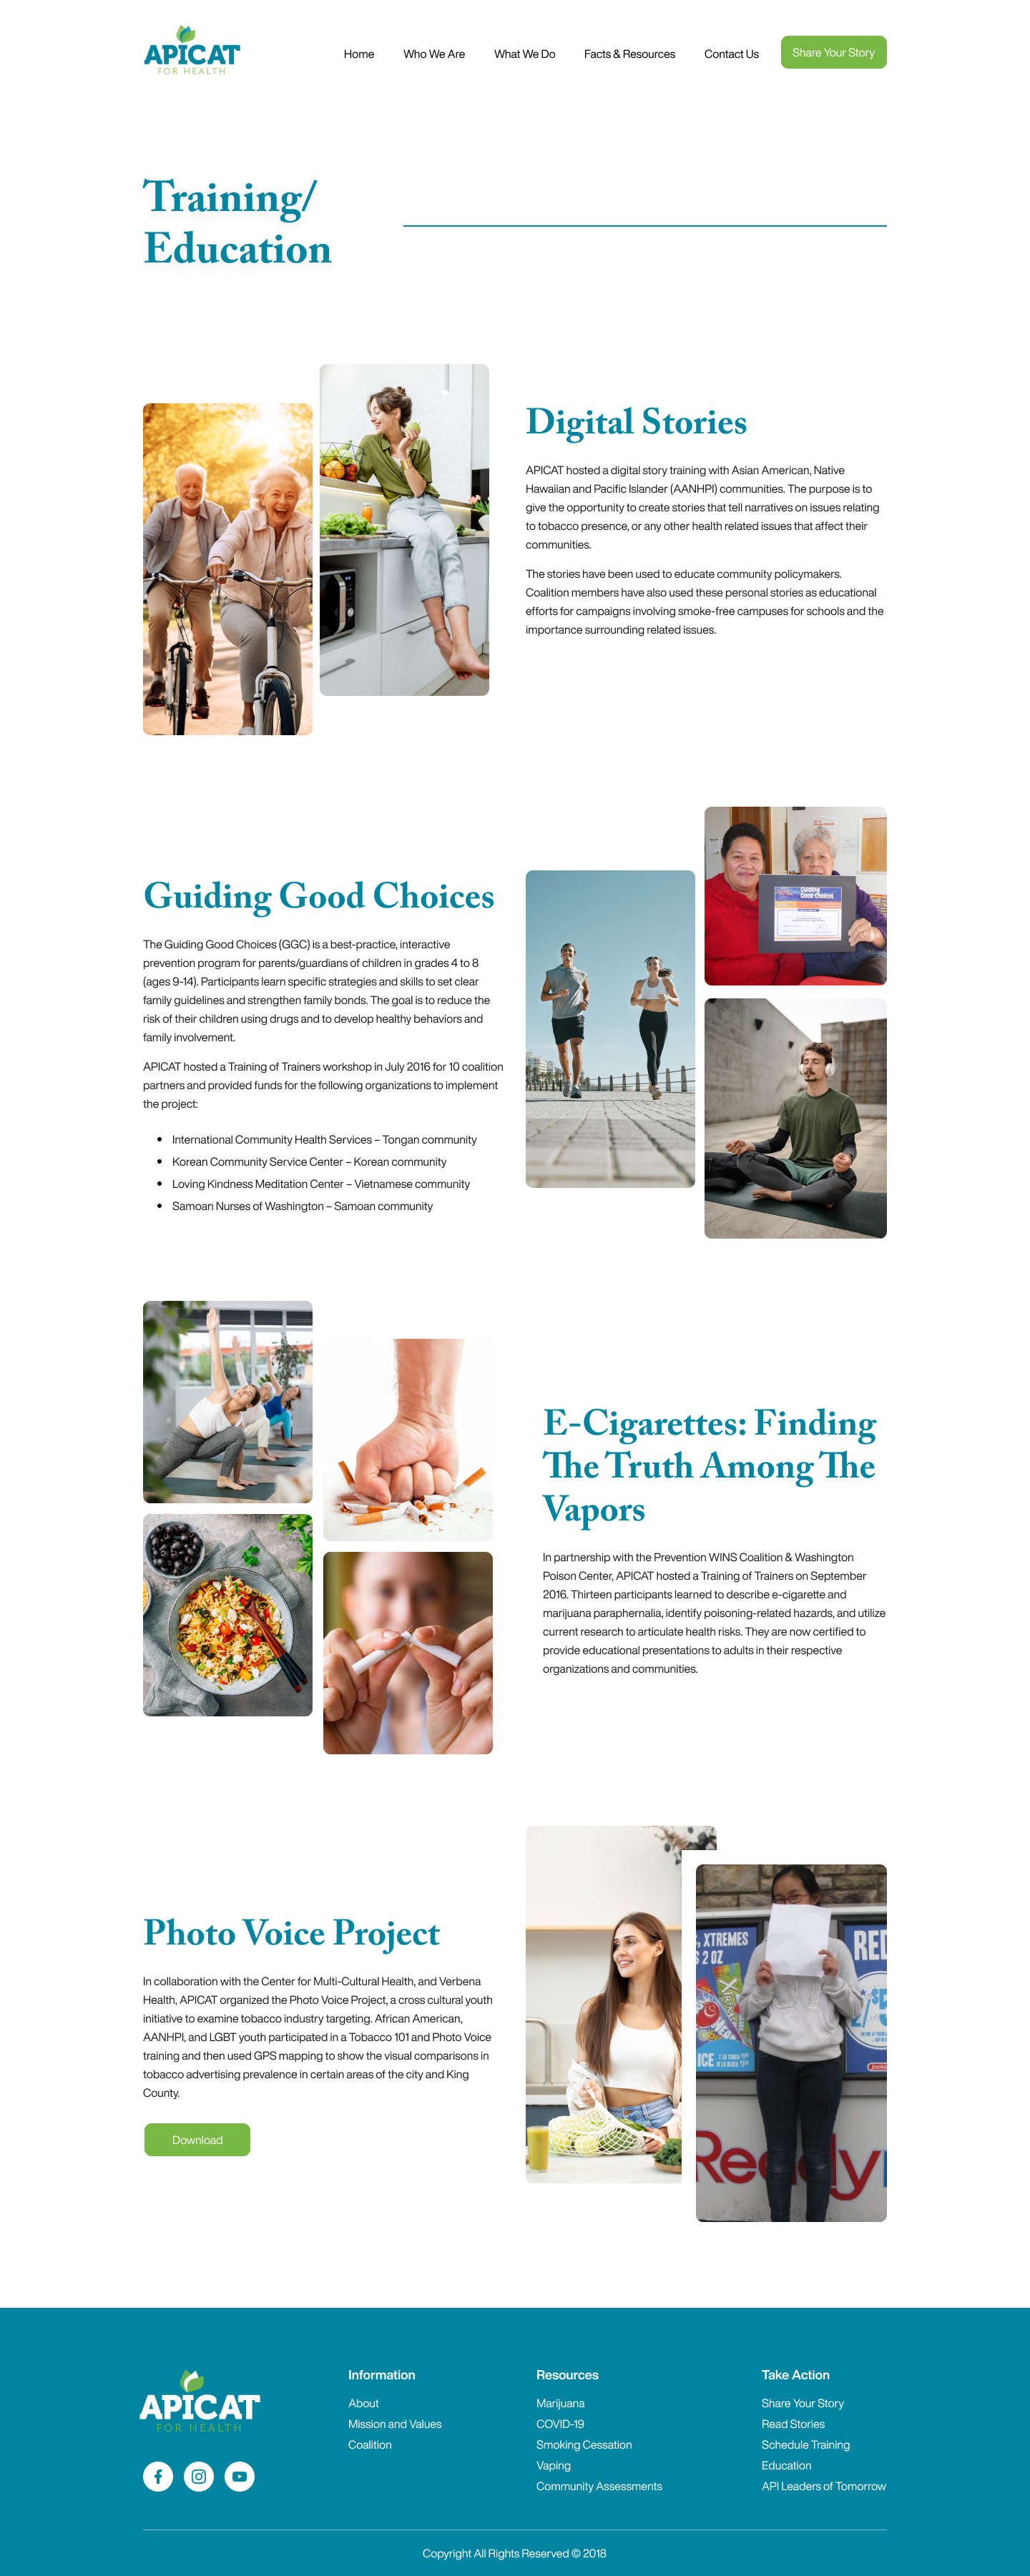 APICAT
FOR HEALTH
Home
Who We Are
What We Do
Facts & Resources
Contact Us
Share Your Story
Training/
Education
Digital Stories
APICAT hosted a digital story training with Asian American, Native
Hawaiian and Pacific Islander (AANHPI) communities. The purpose is to
give the opportunity to create stories that tell narratives on issues relating
to tobacco presence, or any other health related issues that affect their
communities.
The stories have been used to educate community policymakers.
Coalition members have also used these personal stories as educational
efforts for campaigns involving smoke-free campuses for schools and the
importance surrounding related issues.
Guiding Good Choices
The Guiding Good Choices (GGC) is a best-practice, interactive
prevention program for parents/guardians of children in grades 4 to 8
(ages 9-14). Participants learn specific strategies and skills to set clear
family guidelines and strengthen family bonds. The goal is to reduce the
risk of their children using drugs and to develop healthy behaviors and
family involvement.
APICAT hosted a Training of Trainers workshop in July 2016 for 10 coalition
partners and provided funds for the following organizations to implement
the project:
• International Community Health Services – Tongan community
• Korean Community Service Center – Korean community
• Loving Kindness Meditation Center – Vietnamese community
• Samoan Nurses of Washington – Samoan community
Guiding
Good Choices
E-Cigarettes: Finding
The Truth Among The
Vapors
In partnership with the Prevention WINS Coalition & Washington
Poison Center, APICAT hosted a Training of Trainers on September
2016. Thirteen participants learned to describe e-cigarette and
marijuana paraphernalia, identify poisoning-related hazards, and utilize
current research to articulate health risks. They are now certified to
provide educational presentations to adults in their respective
organizations and communities.
Photo Voice Project
In collaboration with the Center for Multi-Cultural Health, and Verbena
Health, APICAT organized the Photo Voice Project, a cross cultural youth
initiative to examine tobacco industry targeting. African American,
AANHPI, and LGBT youth participated in a Tobacco 101 and Photo Voice
training and then used GPS mapping to show the visual comparisons in
tobacco advertising prevalence in certain areas of the city and King
County.
Download
XTREMES
2 OZ
RED
2/$
ICE
Ready
APICAT
FOR HEALTH
Information
About
Mission and Values
Coalition
Resources
Marijuana
COVID-19
Smoking Cessation
Vaping
Community Assessments
Take Action
Share Your Story
Read Stories
Schedule Training
Education
API Leaders of Tomorrow
Copyright All Rights Reserved © 2018